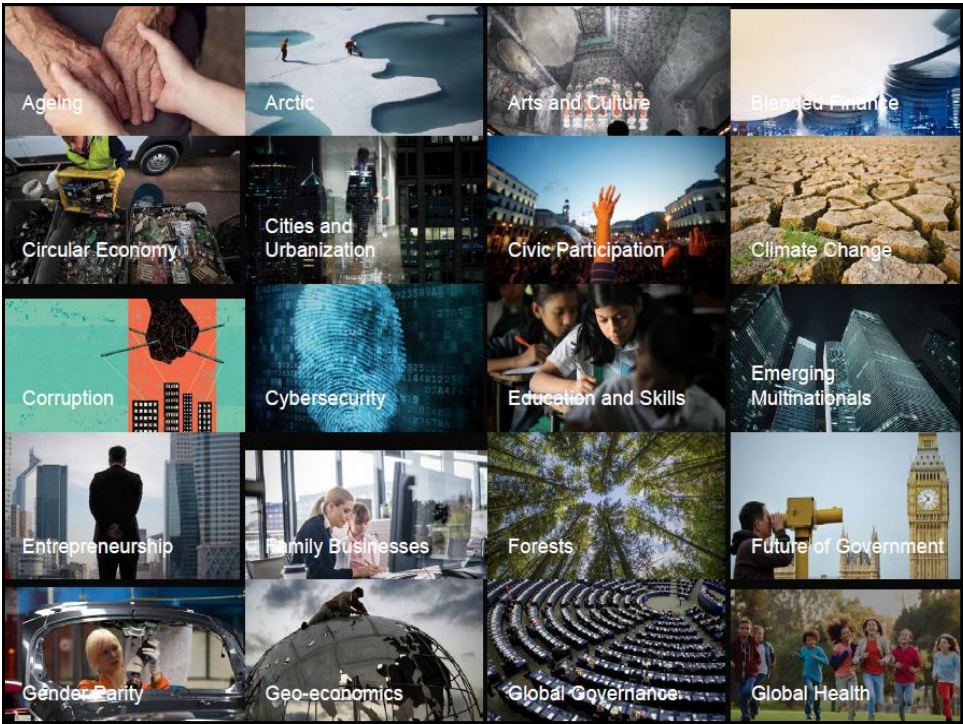 Ageing
Arctic
Arts and Culture
Blended Finance
Circular Economy
Cities and
Urbanization
Civic Participation
Climate Change
Corruption
Cybersecurity
Education and Skills
Emerging
Multinationals
Entrepreneurship
Family Businesses
Forests
Future of Government
Gender Parity
Geo-economics
Global Governance
Global Health